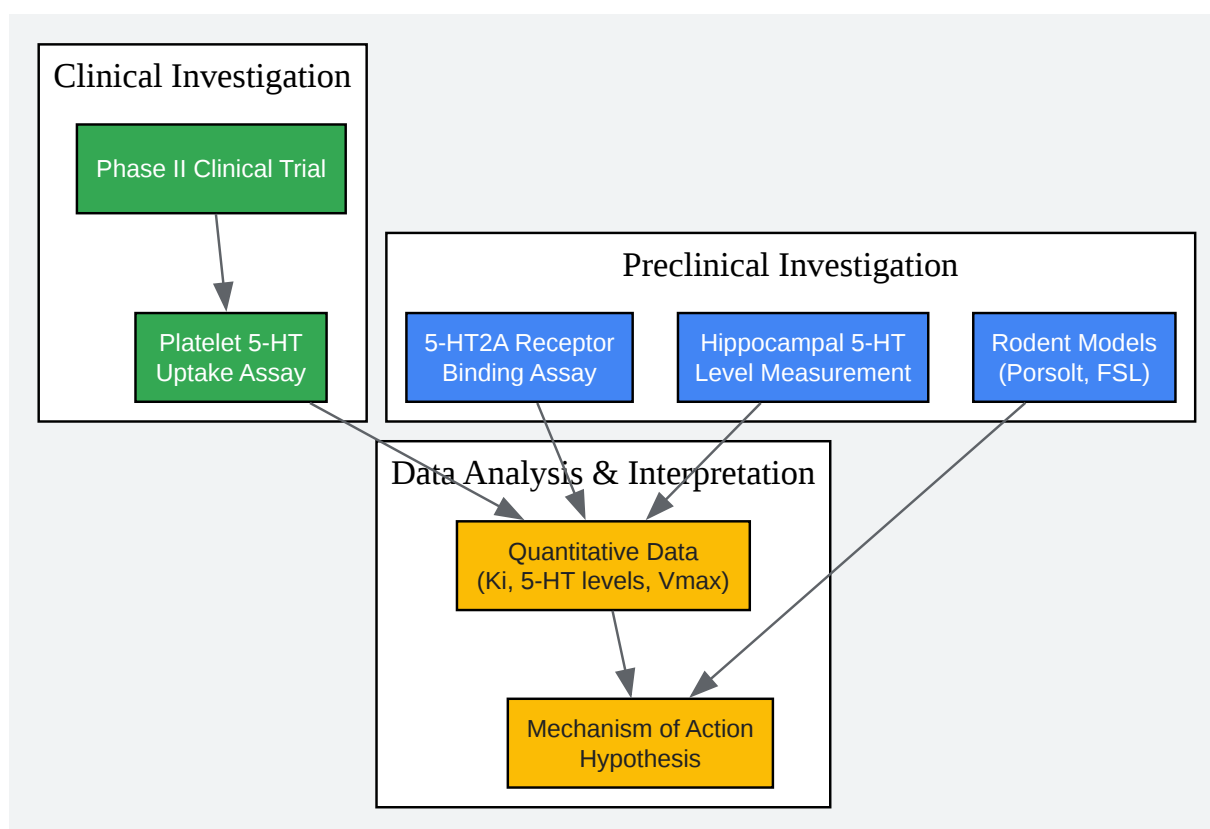 Clinical Investigation
Phase II Clinical Trial
Platelet 5-HT
Uptake Assay
Preclinical Investigation
5-HT2A Receptor
Binding Assay
Hippocampal 5-HT
Level Measurement
Rodent Models
(Porsolt, FSL)
Data Analysis & Interpretation
Quantitative Data
(Ki, 5-HT levels, Vmax)
Mechanism of Action
Hypothesis